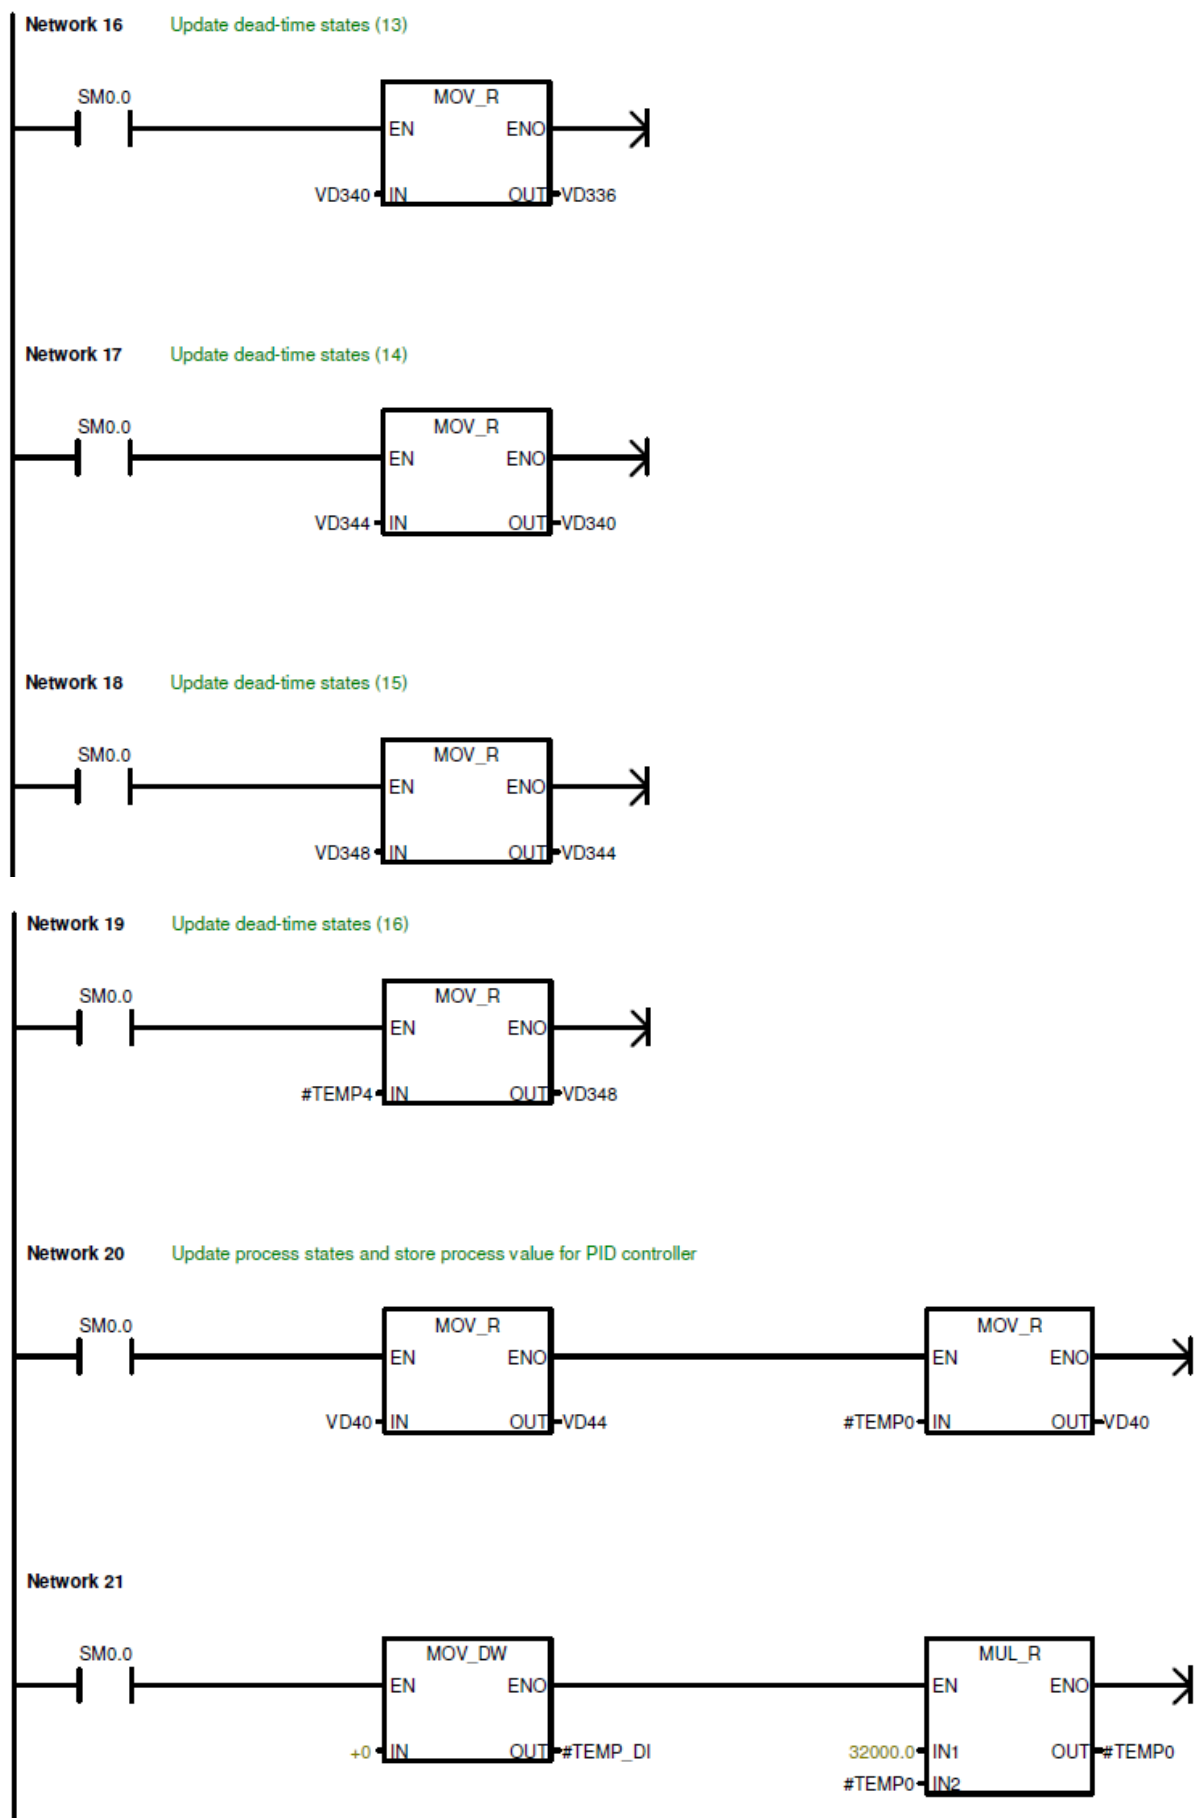 Network 16 Update dead-time states (13)
SM0.0
MOV_R
EN ENO
VD340 IN OUT VD336
Network 17 Update dead-time states (14)
SM0.0
MOV_R
EN ENO
VD344 IN OUT VD340
Network 18 Update dead-time states (15)
SM0.0
MOV_R
EN ENO
VD348 IN OUT VD344
Network 19 Update dead-time states (16)
SM0.0
MOV_R
EN ENO
#TEMP4 IN OUT VD348
Network 20 Update process states and store process value for PID controller
SM0.0
MOV_R MOV_R
EN ENO EN ENO
VD40 IN OUT VD44 #TEMP0 IN OUT VD40
Network 21
SM0.0
MOV_DW MUL_R
EN ENO EN ENO
+0 IN OUT #TEMP_DI 32000.0 IN1 OUT #TEMP0
#TEMP0 IN2